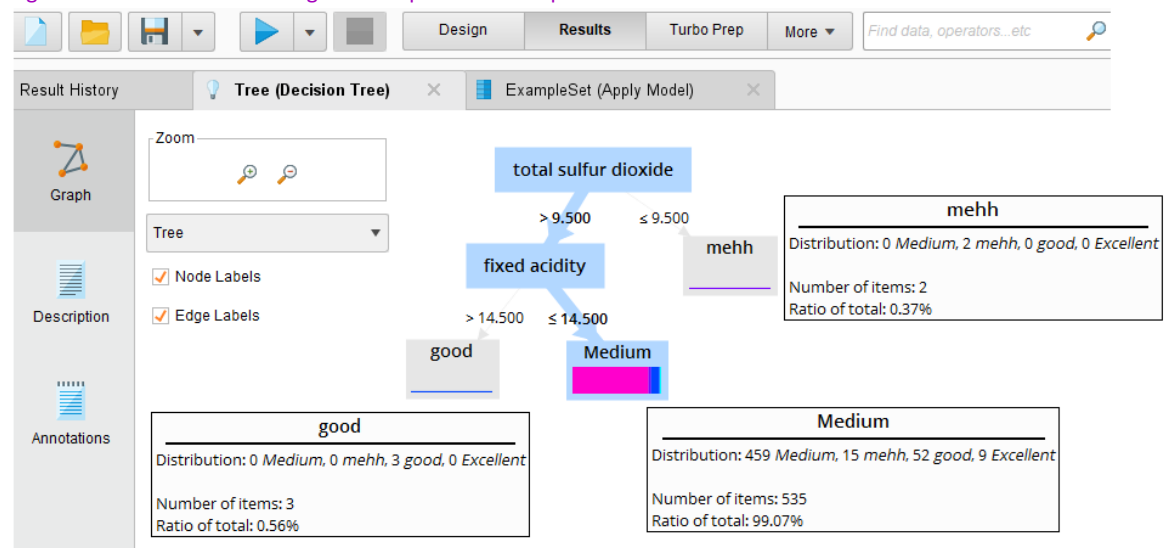 Design
Results
Turbo Prep
More
Find data, operators...etc
Result History
Tree (Decision Tree)
ExampleSet (Apply Model)
Graph
Description
Annotations
Zoom
Tree
Node Labels
Edge Labels
total sulfur dioxide
> 9.500
≤ 9.500
fixed acidity
mehh
> 14.500
≤ 14.500
good
Medium
mehh
Distribution: 0 Medium, 2 mehh, 0 good, 0 Excellent
Number of items: 2
Ratio of total: 0.37%
good
Distribution: 0 Medium, 0 mehh, 3 good, 0 Excellent
Number of items: 3
Ratio of total: 0.56%
Medium
Distribution: 459 Medium, 15 mehh, 52 good, 9 Excellent
Number of items: 535
Ratio of total: 99.07%